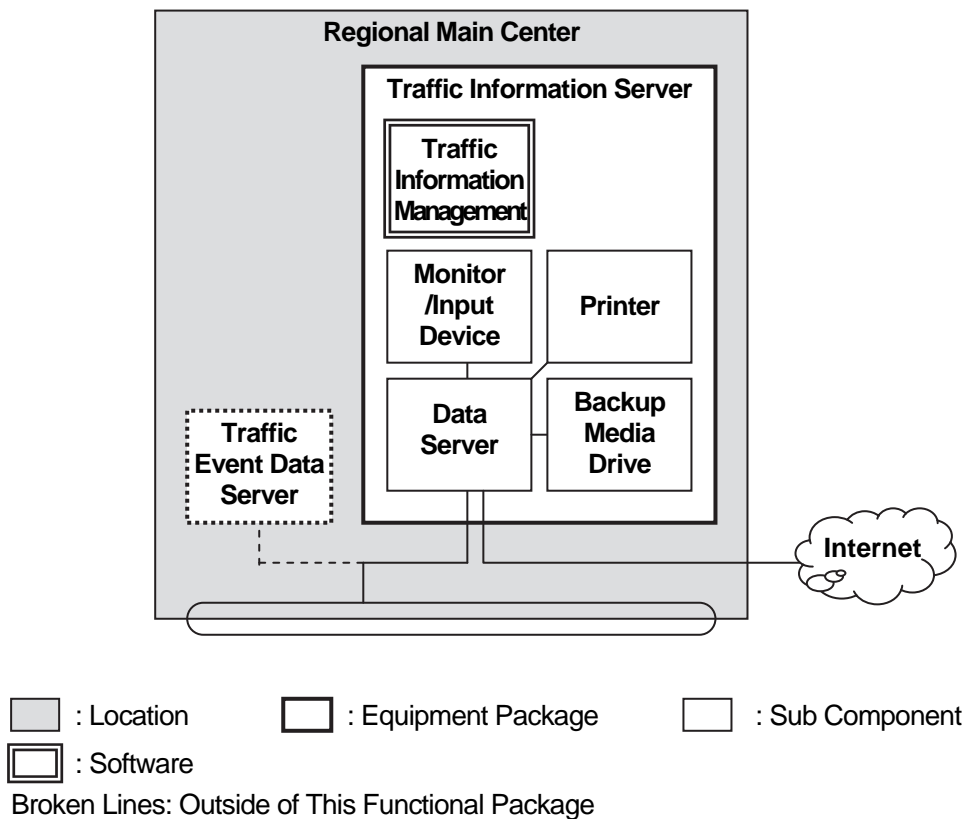 Regional Main Center
Traffic Information Server
Traffic
Information
Management
Monitor
/Input
Device
Printer
Data
Server
Backup
Media
Drive
Traffic
Event Data
Server
Internet
: Location
: Equipment Package
: Sub Component
: Software
Broken Lines: Outside of This Functional Package